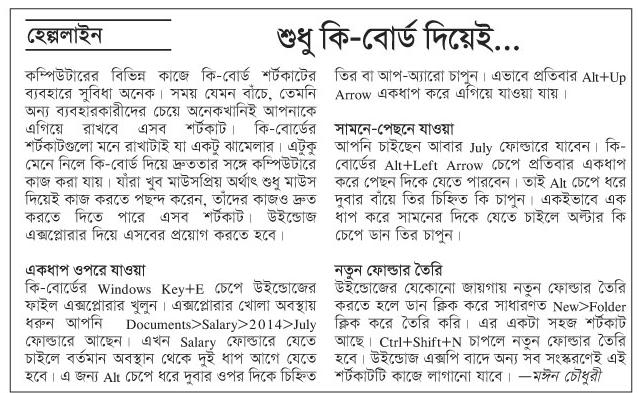 হেল্পলাইন
শুধু কি-বোর্ড দিয়েই...
কম্পিউটারের বিভিন্ন কাজে কি-বোর্ড শর্টকাটের
ব্যবহারে সুবিধা অনেক। সময় যেমন বাঁচে, তেমনি
অন্য ব্যবহারকারীদের চেয়ে অনেকখানিই আপনাকে
এগিয়ে রাখবে এসব শর্টকাট। কি-বোর্ডের
শর্টকাটগুলো মনে রাখাটাই যা একটু ঝামেলার। এটুকু
মেনে নিলে কি-বোর্ড দিয়ে দ্রুততার সঙ্গে কম্পিউটারে
কাজ করা যায়। যাঁরা খুব মাউসপ্রিয় অর্থাৎ শুধু মাউস
দিয়েই কাজ করতে পছন্দ করেন, তাঁদের কাজও দ্রুত
করতে দিতে পারে এসব শর্টকাট। উইন্ডোজ
এক্সপ্লোরার দিয়ে এসবের প্রয়োগ করতে হবে।
একধাপ ওপরে যাওয়া
কি-বোর্ডের Windows Key+E চেপে উইন্ডোজের
ফাইল এক্সপ্লোরার খুলুন। এক্সপ্লোরার খোলা অবস্থায়
ধরুন আপনি Documents>Salary>2014>July
ফোল্ডারে আছেন। এখন Salary ফোল্ডারে যেতে
চাইলে বর্তমান অবস্থান থেকে দুই ধাপ আগে যেতে
হবে। এ জন্য Alt চেপে ধরে দুবার ওপর দিকে চিহ্নিত
তির বা আপ-অ্যারো চাপুন। এভাবে প্রতিবার Alt+Up
Arrow একধাপ করে এগিয়ে যাওয়া যায়।
সামনে-পেছনে যাওয়া
আপনি চাইছেন আবার July ফোল্ডারে যাবেন। কি-
বোর্ডের Alt+Left Arrow চেপে প্রতিবার একধাপ
করে পেছন দিকে যেতে পারবেন। তাই Alt চেপে ধরে
দুবার বাঁয়ে তির চিহ্নিত কি চাপুন। একইভাবে এক
ধাপ করে সামনের দিকে যেতে চাইলে অল্টার কি
চেপে ডান তির চাপুন।
নতুন ফোল্ডার তৈরি
উইন্ডোজের যেকোনো জায়গায় নতুন ফোল্ডার তৈরি
করতে হলে ডান ক্লিক করে সাধারণত New>Folder
ক্লিক করে তৈরি করি। এর একটা সহজ শর্টকাট
আছে। Ctrl+Shift+N চাপলে নতুন ফোল্ডার তৈরি
হবে। উইন্ডোজ এক্সপি বাদে অন্য সব সংস্করণেই এই
শর্টকাটটি কাজে লাগানো যাবে। —মঈন চৌধুরী